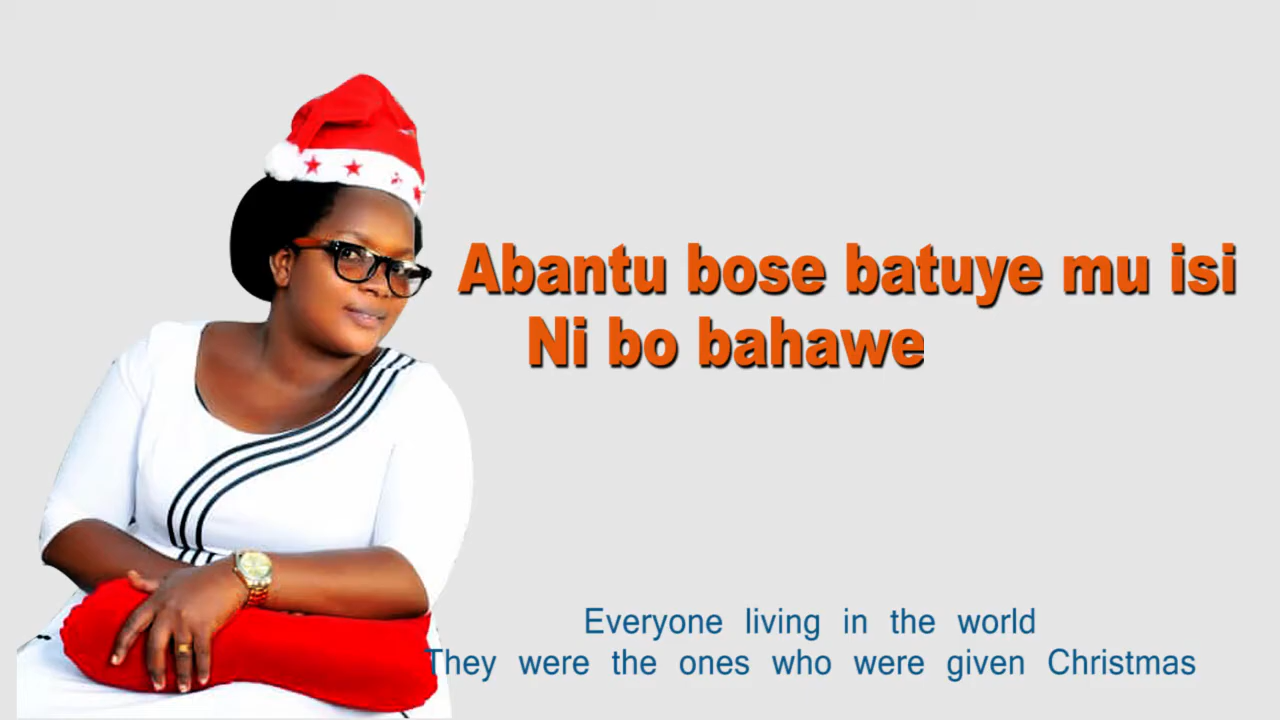 Abantu bose batuye mu isi
Ni bo bahawe
Everyone living in the world
They were the ones who were given Christmas